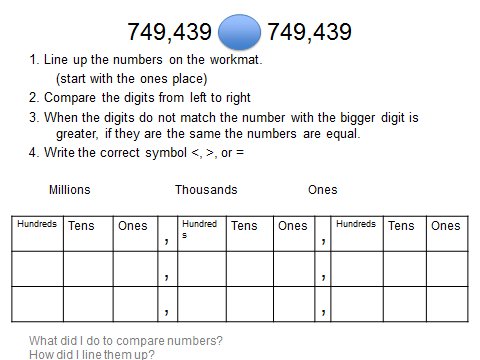 749,439 749,439
1. Line up the numbers on the workmat.
(start with the ones place)
2. Compare the digits from left to right
3. When the digits do not match the number with the bigger digit is
greater, if they are the same the numbers are equal.
4. Write the correct symbol <, >, or =
Millions Thousands Ones
Hundreds Tens Ones , Hundred
s Tens Ones , Hundreds Tens Ones
, ,
, ,
What did I do to compare numbers?
How did I line them up?